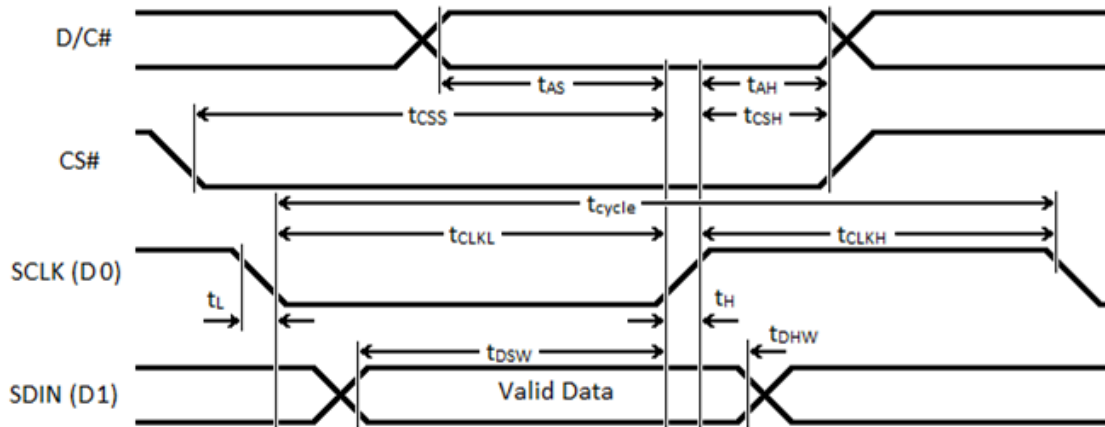 D/C#
tAS tAH
tCSS tCSH
CS#
tcycle
tCLKL tCLKH
SCLK (D0)
tL tH
tDHW
tDSW
SDIN (D1) Valid Data